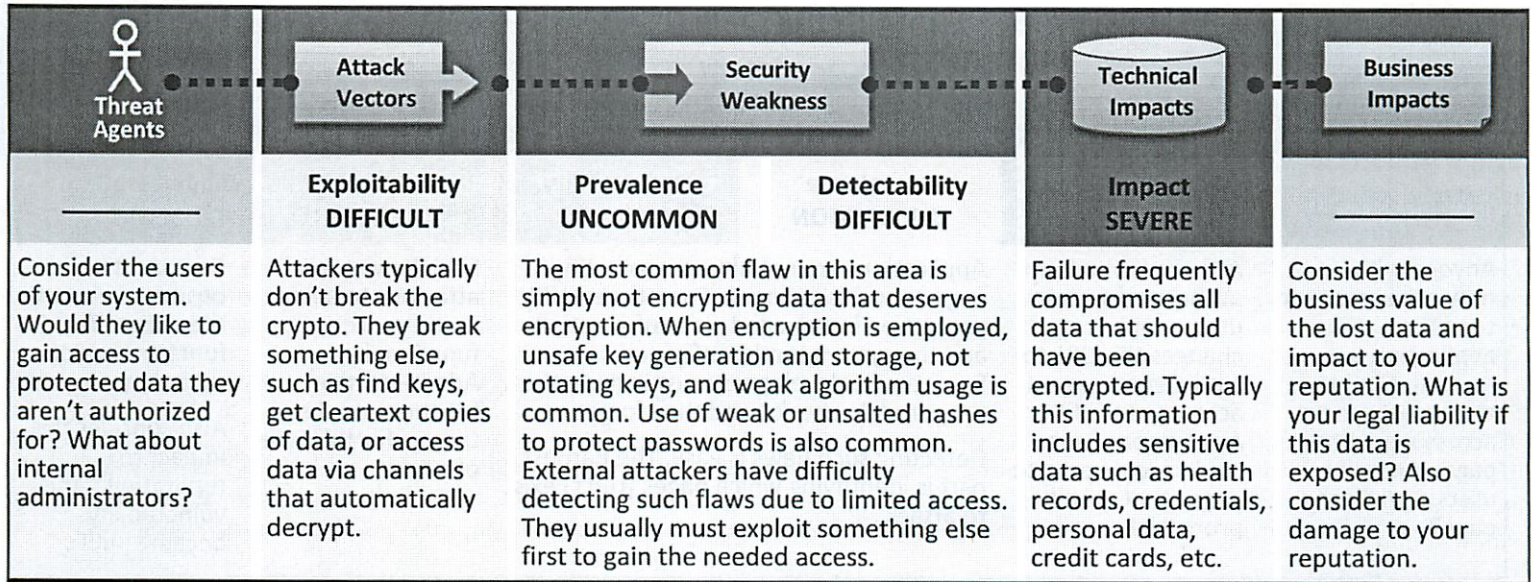 Threat
Agents
Attack
Vectors
Security
Weakness
Technical
Impacts
Business
Impacts
Exploitability
DIFFICULT
Prevalence
UNCOMMON
Detectability
DIFFICULT
Impact
SEVERE
Consider the users
of your system.
Would they like to
gain access to
protected data they
aren't authorized
for? What about
internal
administrators?
Attackers typically
don't break the
crypto. They break
something else,
such as find keys,
get cleartext copies
of data, or access
data via channels
that automatically
decrypt.
The most common flaw in this area is
simply not encrypting data that deserves
encryption. When encryption is employed,
unsafe key generation and storage, not
rotating keys, and weak algorithm usage is
common. Use of weak or unsalted hashes
to protect passwords is also common.
External attackers have difficulty
detecting such flaws due to limited access.
They usually must exploit something else
first to gain the needed access.
Failure frequently
compromises all
data that should
have been
encrypted. Typically
this information
includes sensitive
data such as health
records, credentials,
personal data,
credit cards, etc.
Consider the
business value of
the lost data and
impact to your
reputation. What is
your legal liability if
this data is
exposed? Also
consider the
damage to your
reputation.